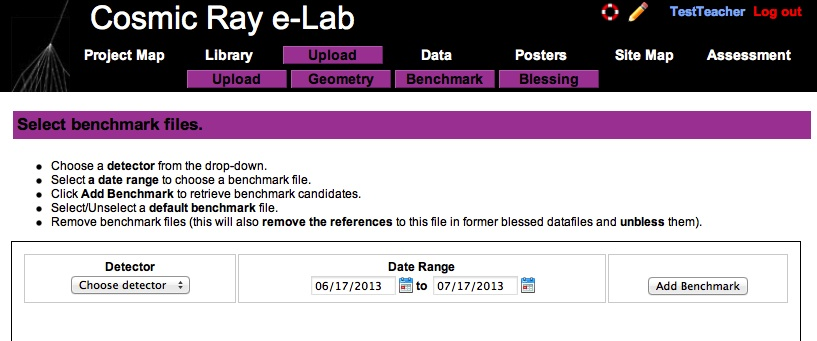 Cosmic Ray e-Lab
TestTeacher Log out
Project Map Library Upload Data Posters Site Map Assessment
Upload Geometry Benchmark Blessing
Select benchmark files.
Choose a detector from the drop-down.
Select a date range to choose a benchmark file.
Click Add Benchmark to retrieve benchmark candidates.
Select/Unselect a default benchmark file.
Remove benchmark files (this will also remove the references to this file in former blessed datafiles and unbless them).
Detector Date Range
Choose detector 06/17/2013 to 07/17/2013 Add Benchmark